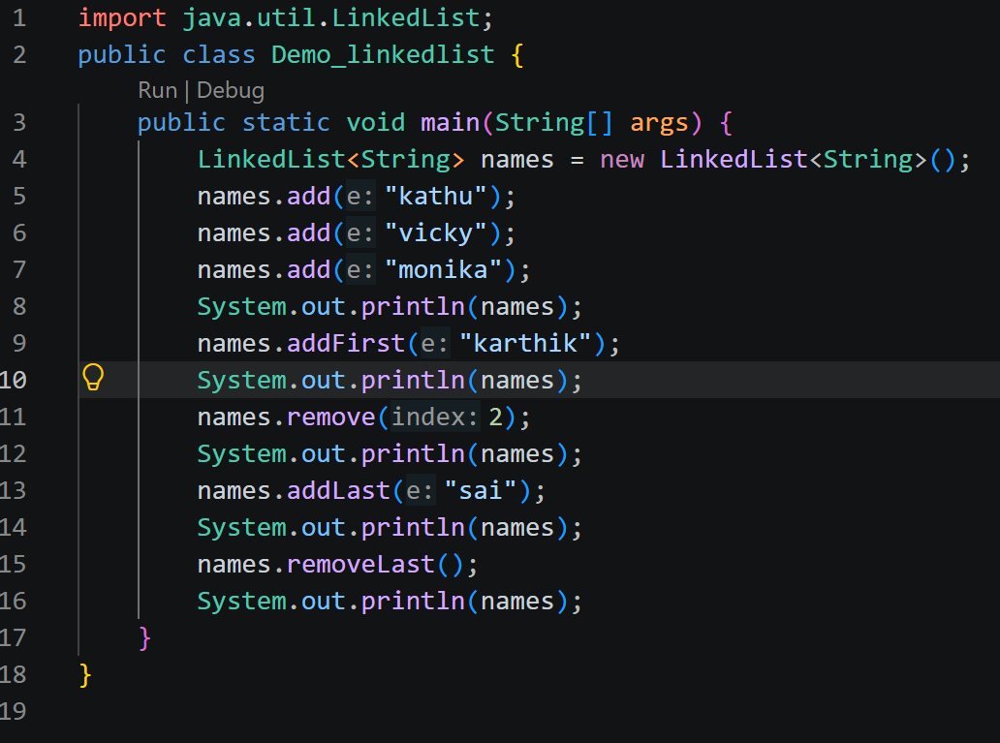 1 import java.util.LinkedList;
2 public class Demo_linkedlist {
Run | Debug
3 public static void main(String[] args) {
4 LinkedList<String> names = new LinkedList<String>();
5 names.add(e: "kathu");
6 names.add(e: "vicky");
7 names.add(e: "monika");
8 System.out.println(names);
9 names.addFirst(e: "karthik");
10 System.out.println(names);
11 names.remove(index: 2);
12 System.out.println(names);
13 names.addLast(e: "sai");
14 System.out.println(names);
15 names.removeLast();
16 System.out.println(names);
17 }
18 }
19